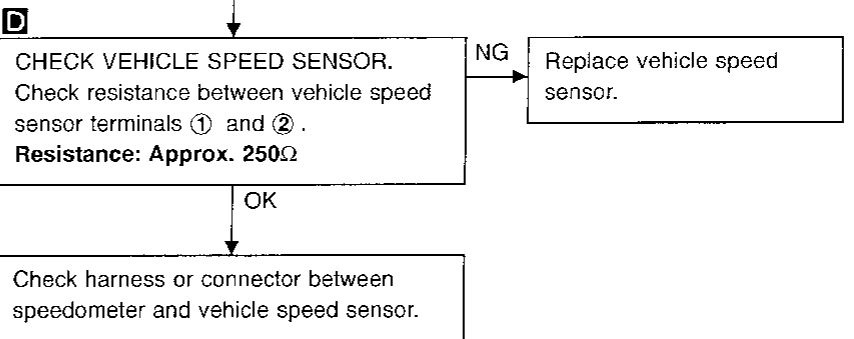 D
CHECK VEHICLE SPEED SENSOR.
Check resistance between vehicle speed
sensor terminals ① and ② .
Resistance: Approx. 250Ω
NG
Replace vehicle speed
sensor.
OK
Check harness or connector between
speedometer and vehicle speed sensor.